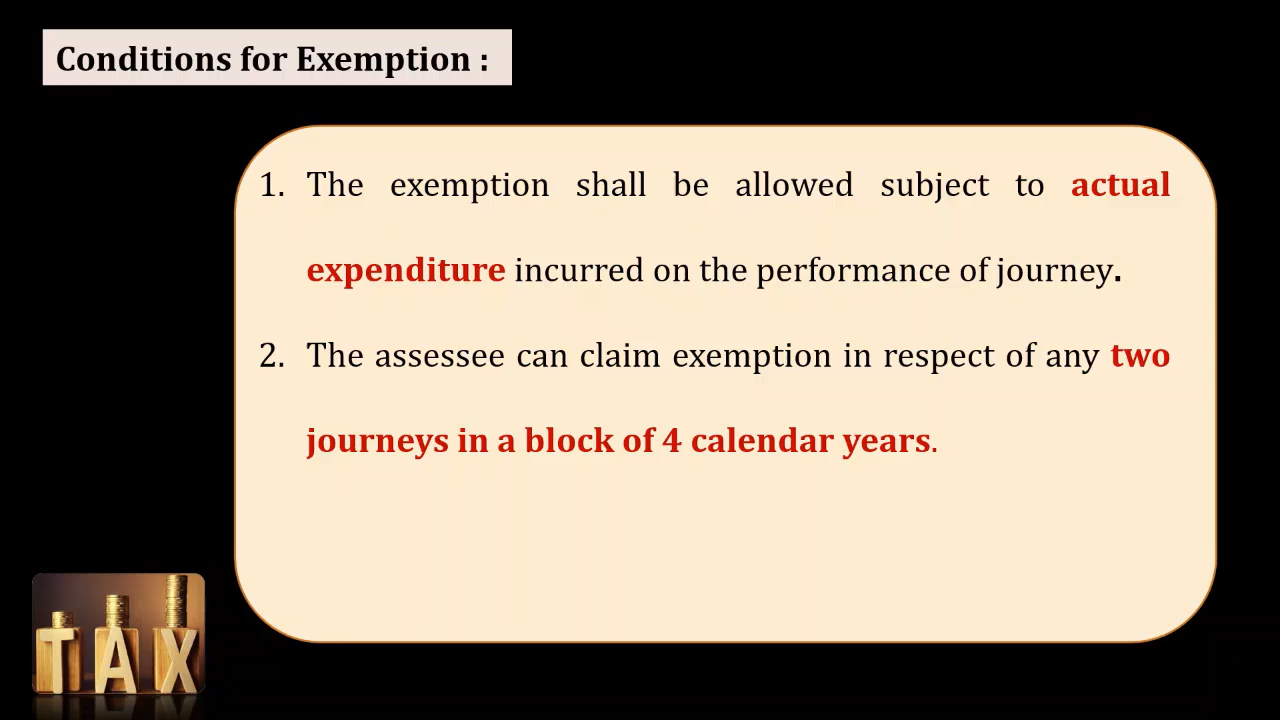 Conditions for Exemption :
1. The exemption shall be allowed subject to actual
expenditure incurred on the performance of journey.
2. The assessee can claim exemption in respect of any two
journeys in a block of 4 calendar years.
TAX